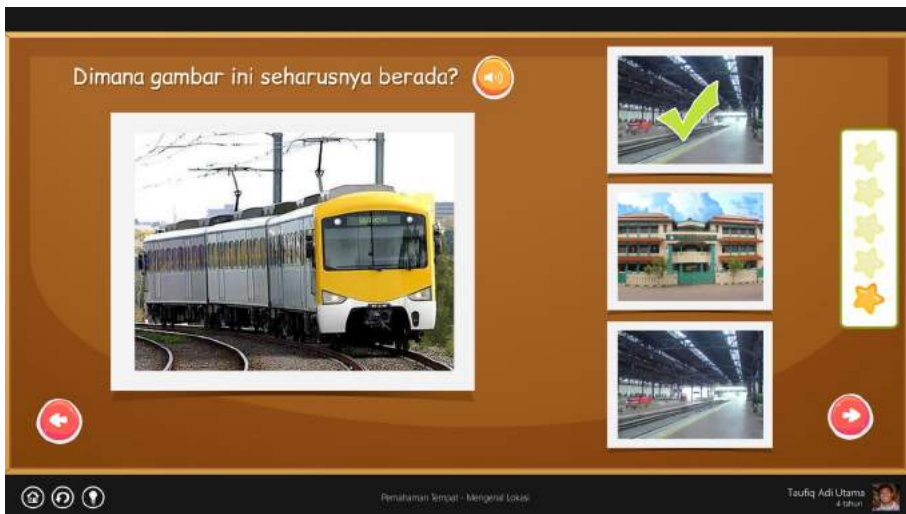 Dimana gambar ini seharusnya berada?
Pemahaman Tempat - Mengenal Lokasi
Taufiq Adi Utama
4 tahun